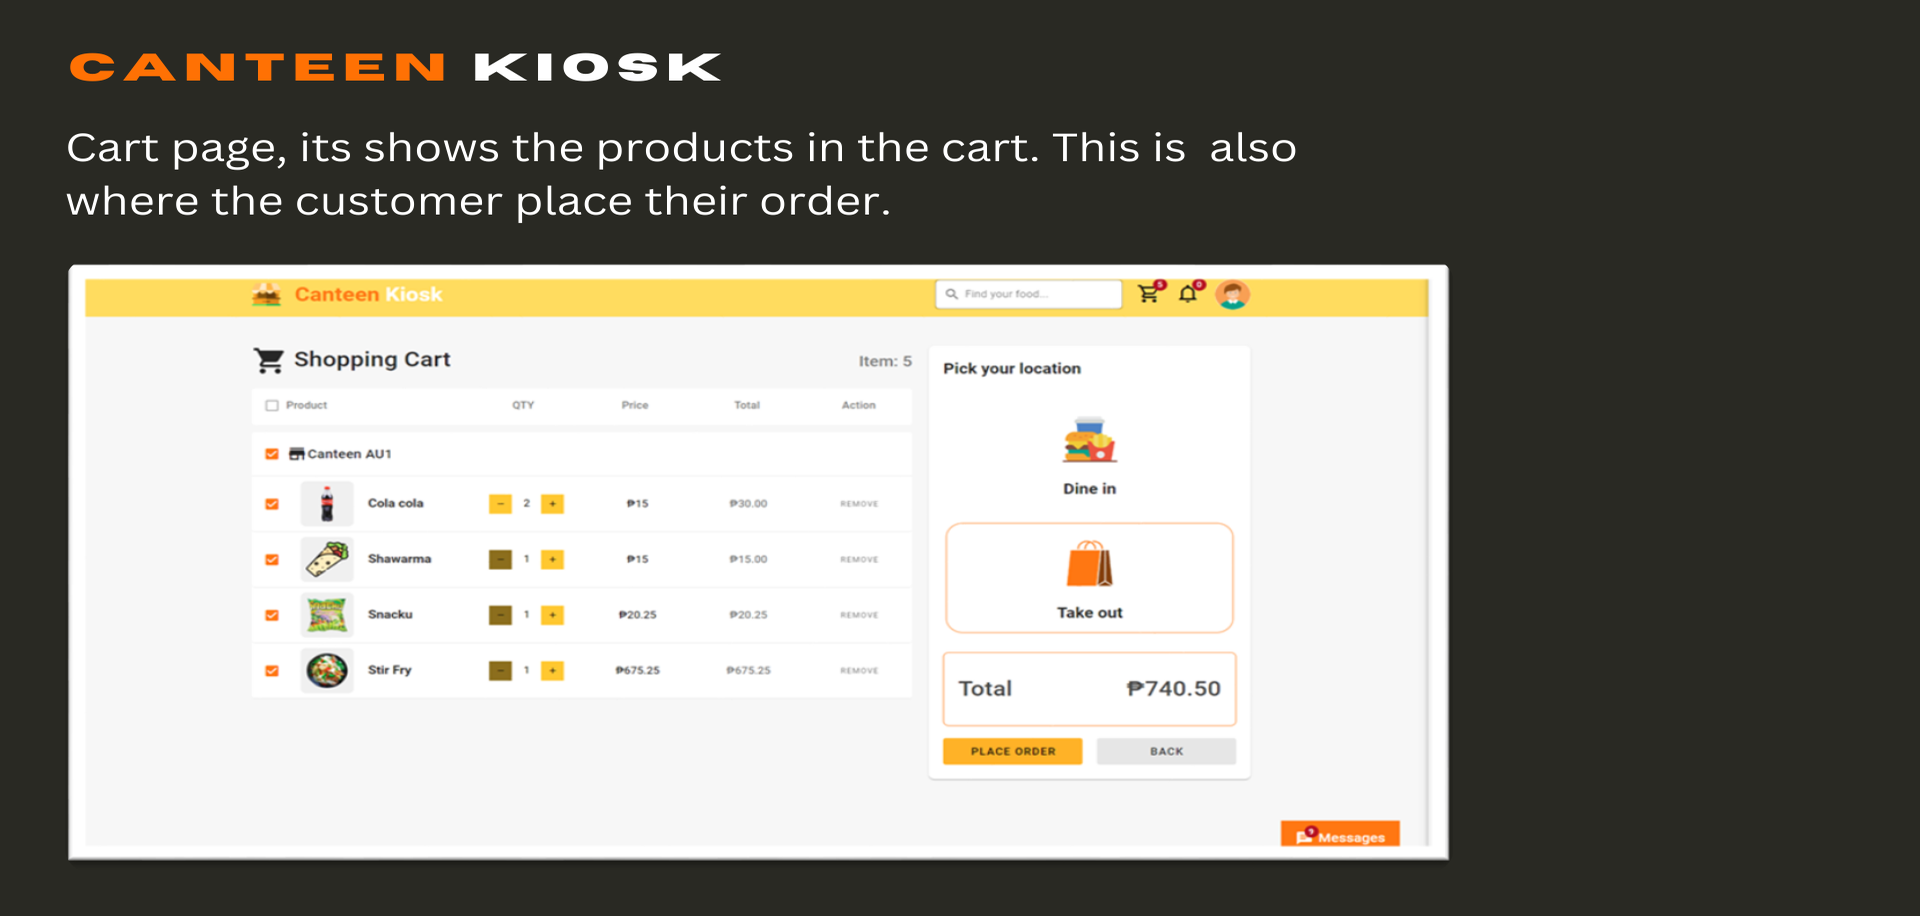 CANTEEN KIOSK
Cart page, its shows the products in the cart. This is also
where the customer place their order.
Canteen Kiosk
Find your food...
5
0
Shopping Cart
Item: 5
Product QTY Price Total Action
Canteen AU1
Cola cola - 2 + ₱15 ₱30.00 REMOVE
Shawarma - 1 + ₱15 ₱15.00 REMOVE
Snacku - 1 + ₱20.25 ₱20.25 REMOVE
Stir Fry - 1 + ₱675.25 ₱675.25 REMOVE
Pick your location
Dine in
Take out
Total ₱740.50
PLACE ORDER BACK
Messages